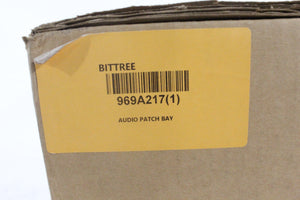 BITTREE
969A217(1)
AUDIO PATCH BAY